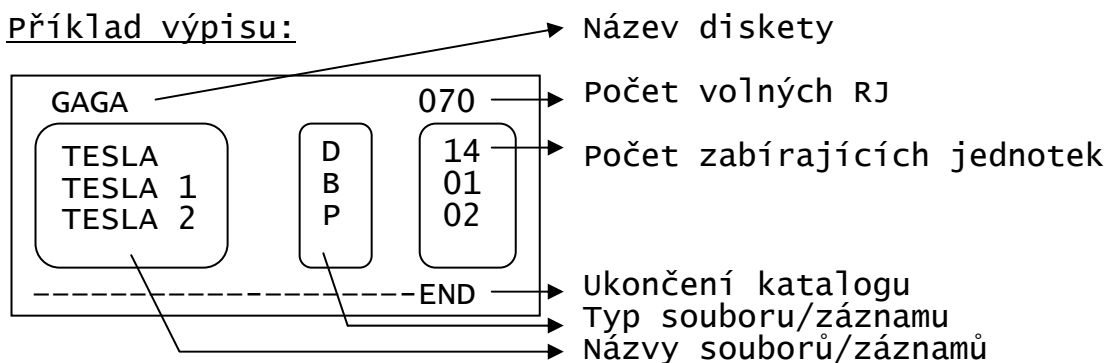 Příklad výpisu:
Název diskety
GAGA 070
Počet volných RJ
TESLA D 14
Počet zabírajících jednotek
TESLA 1 B 01
TESLA 2 P 02
--------------------END
Ukončení katalogu
Typ souboru/záznamu
Názvy souborů/záznamů